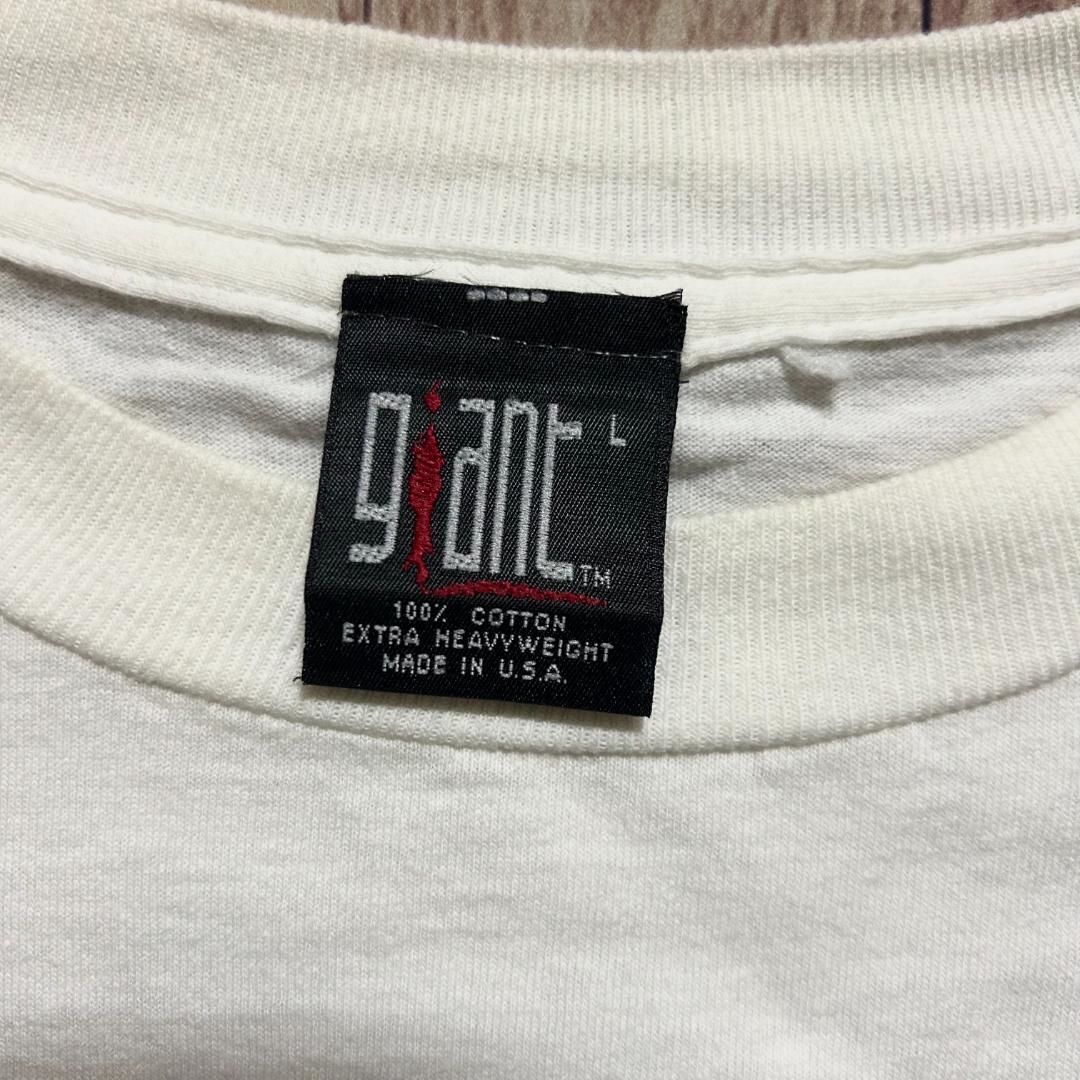 giant L
TM
100% COTTON
EXTRA HEAVYWEIGHT
MADE IN U.S.A.